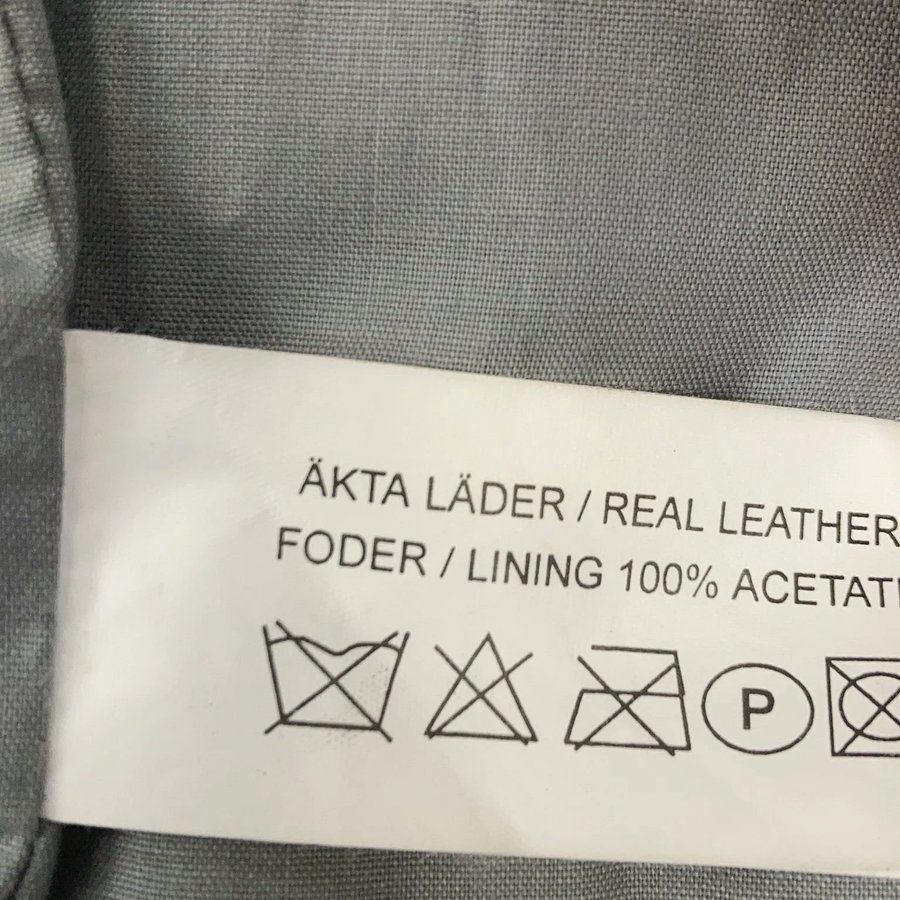 ÄKTA LÄDER / REAL LEATHER
FODER / LINING 100% ACETAT
P